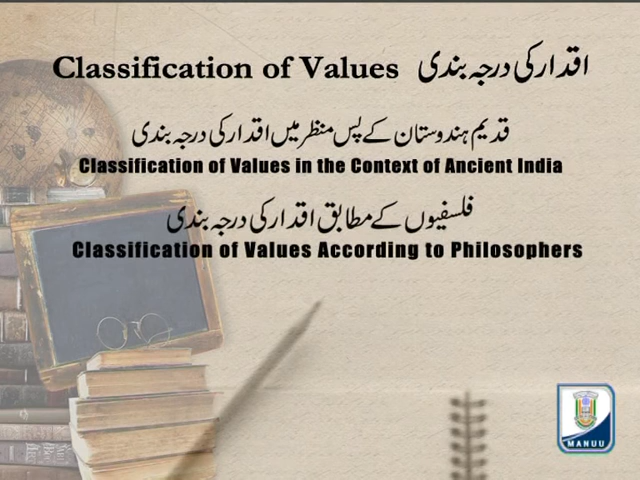 Classification of Values اقدار کی درجہ بندی
قدیم ہندوستان کے پس منظر میں اقدار کی درجہ بندی
Classification of Values in the Context of Ancient India
فلسفیوں کے مطابق اقدار کی درجہ بندی
Classification of Values According to Philosophers
MANUU